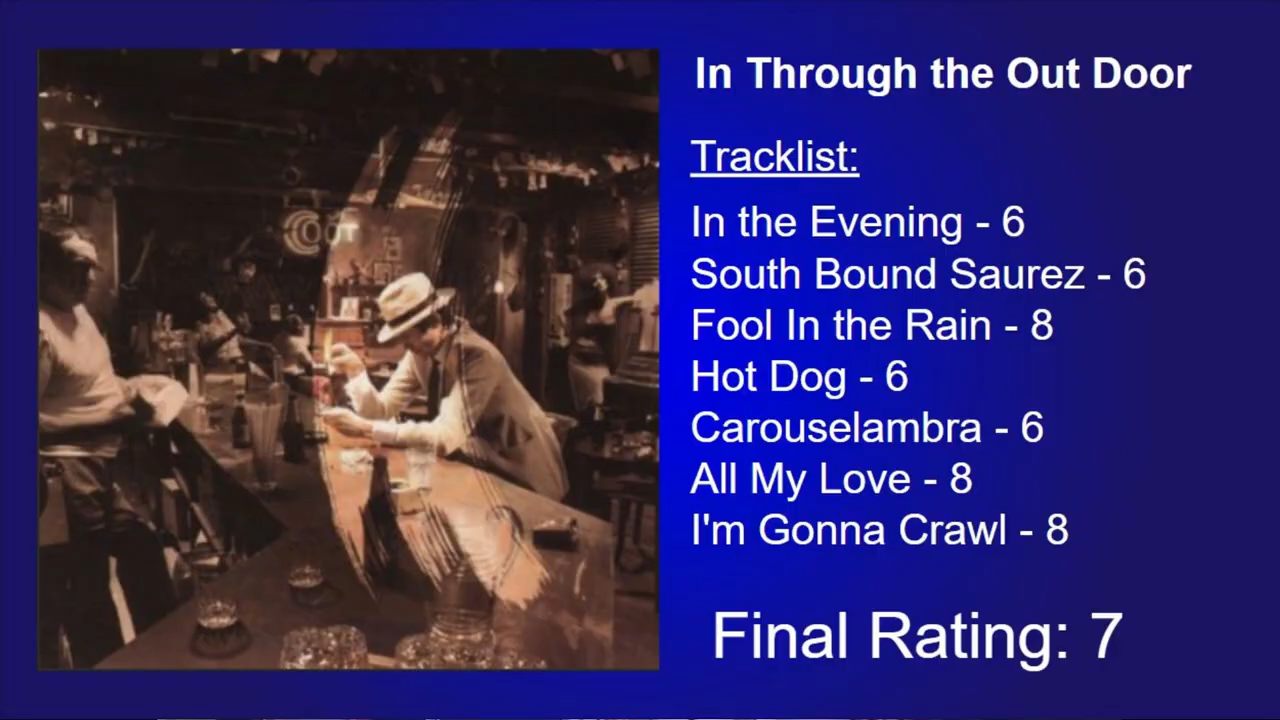 In Through the Out Door
Tracklist:
In the Evening - 6
South Bound Saurez - 6
Fool In the Rain - 8
Hot Dog - 6
Carouselambra - 6
All My Love - 8
I'm Gonna Crawl - 8
Final Rating: 7